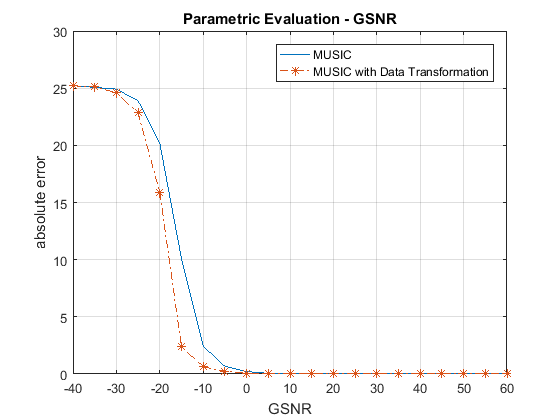 Parametric Evaluation - GSNR
30
25
20
15
10
5
0
absolute error
MUSIC
MUSIC with Data Transformation
-40 -30 -20 -10 0 10 20 30 40 50 60
GSNR